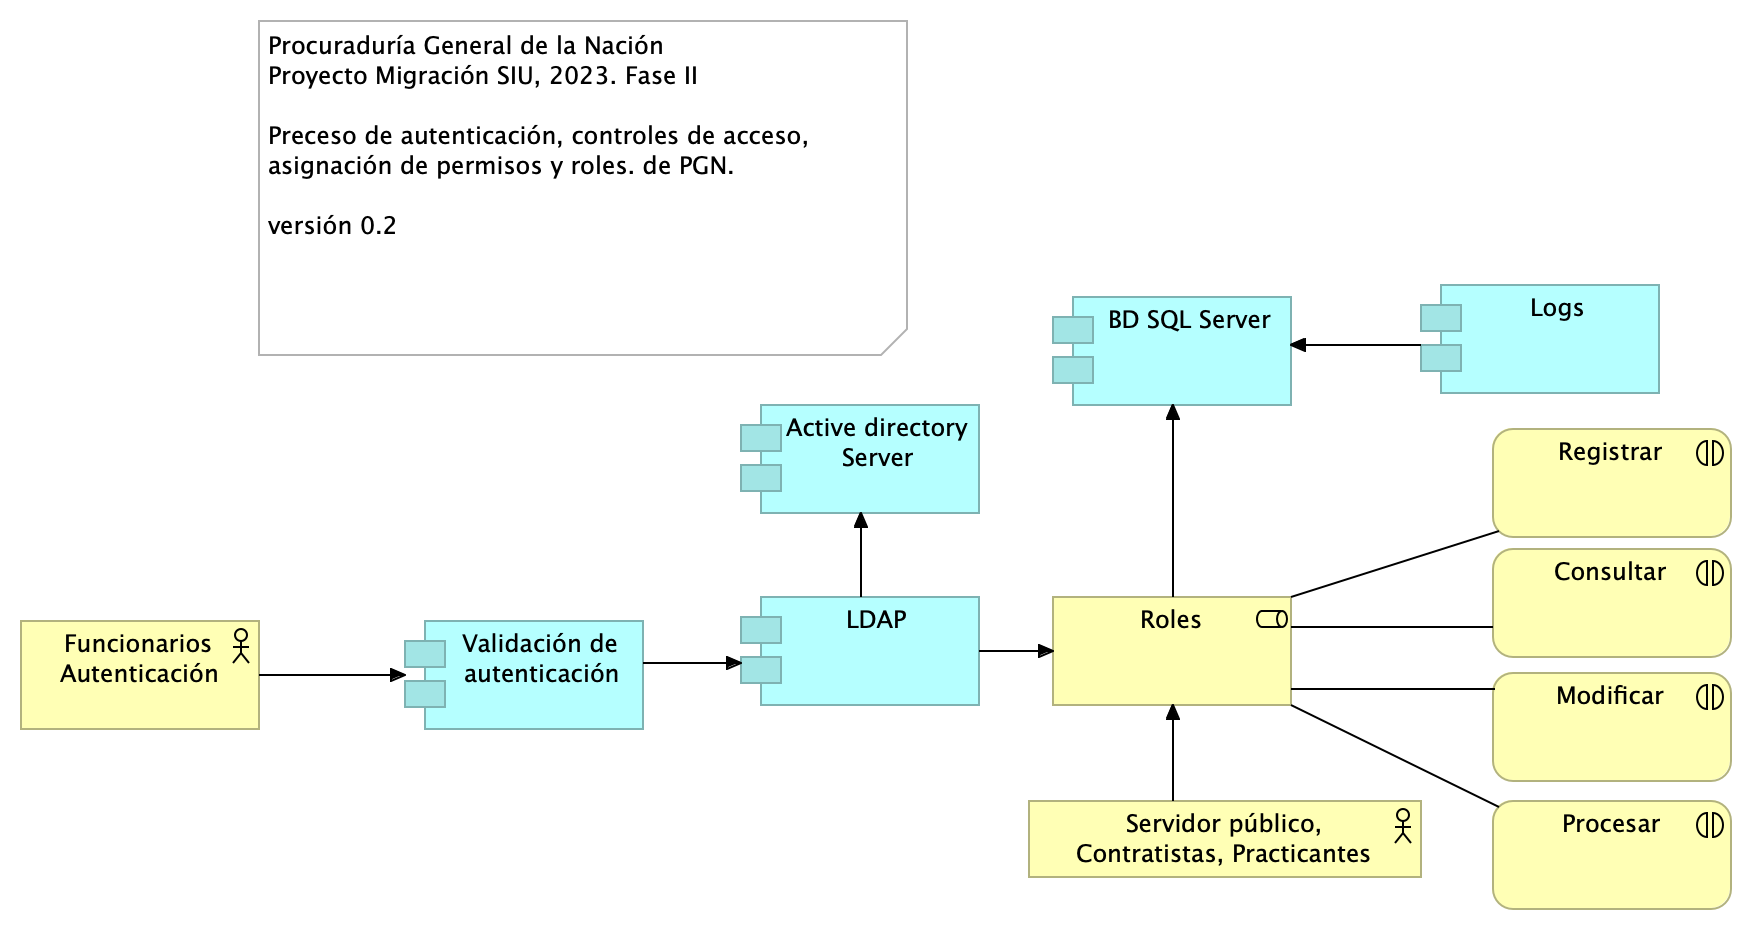 Procuraduría General de la Nación
Proyecto Migración SIU, 2023. Fase II
Preceso de autenticación, controles de acceso,
asignación de permisos y roles. de PGN.
versión 0.2
BD SQL Server
Logs
Active directory
Server
Registrar
Consultar
Funcionarios
Autenticación
Validación de
autenticación
LDAP
Roles
Modificar
Servidor público,
Contratistas, Practicantes
Procesar